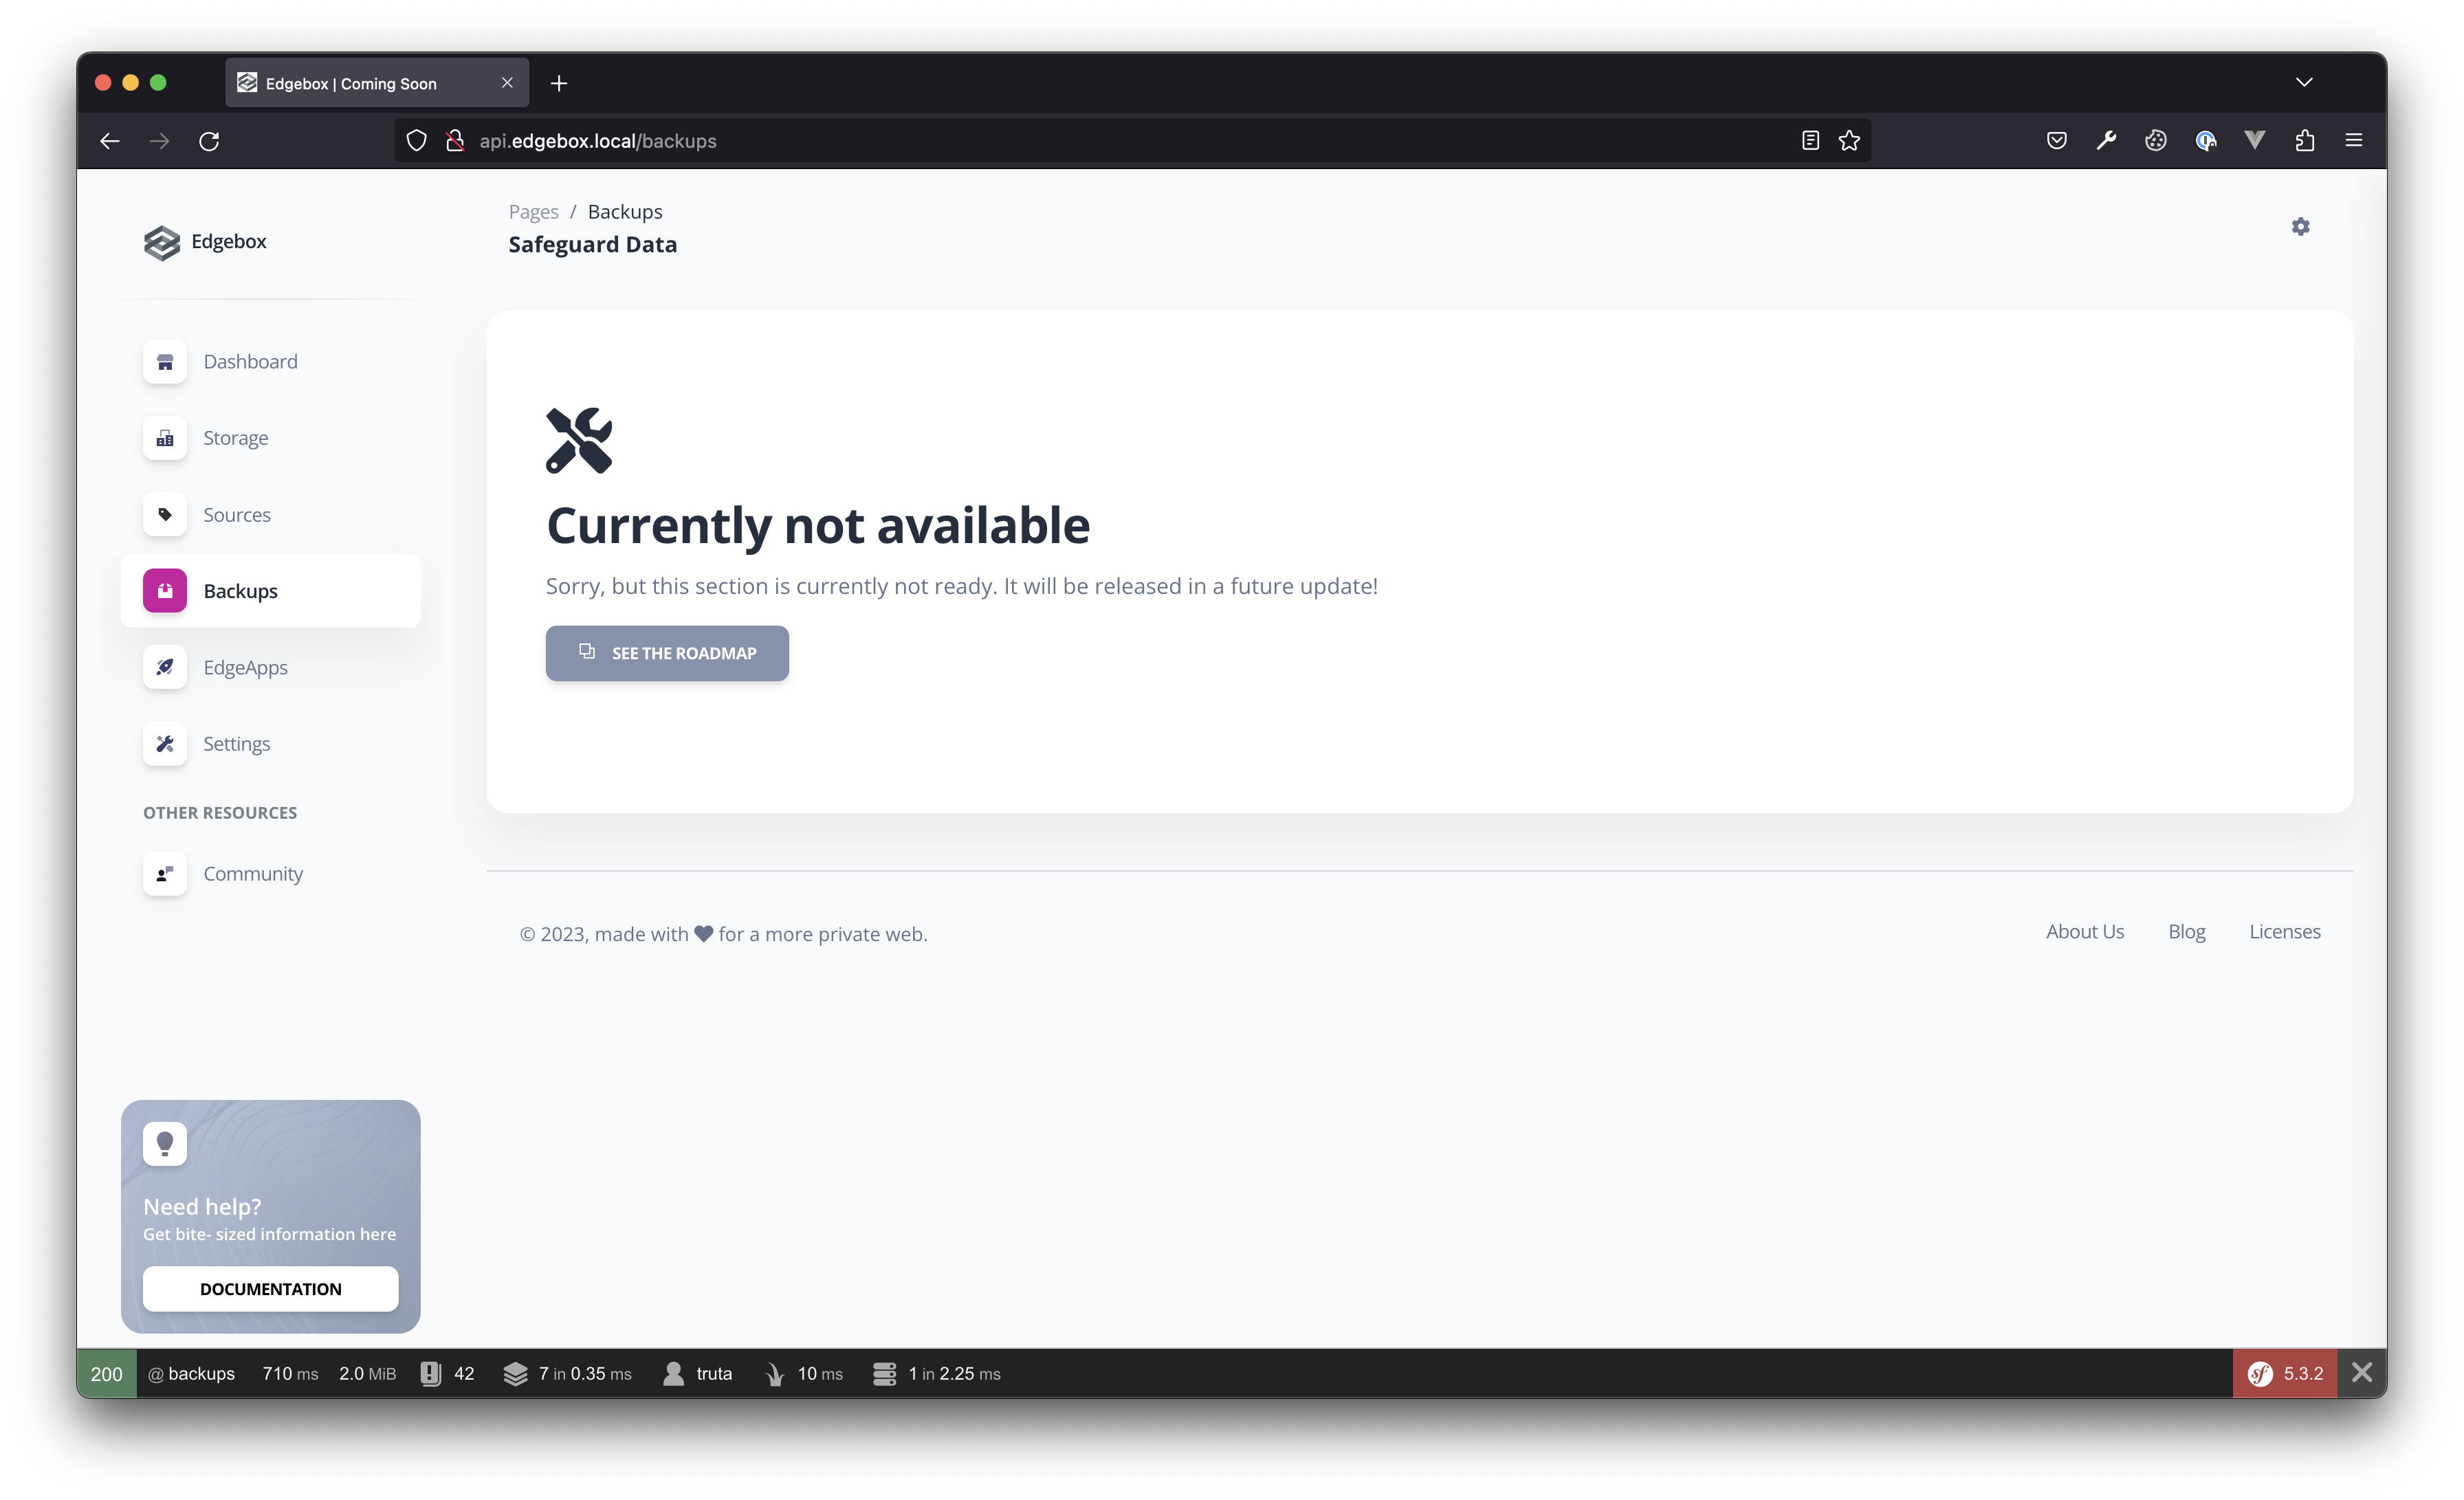 Edgebox | Coming Soon
api.edgebox.local/backups
Edgebox
Pages / Backups
Safeguard Data
Dashboard
Storage
Sources
Backups
EdgeApps
Settings
OTHER RESOURCES
Community
Currently not available
Sorry, but this section is currently not ready. It will be released in a future update!
SEE THE ROADMAP
© 2023, made with for a more private web.
About Us Blog Licenses
Need help?
Get bite- sized information here
DOCUMENTATION
200 @ backups 710 ms 2.0 MiB 42 7 in 0.35 ms truta 10 ms 1 in 2.25 ms sf 5.3.2